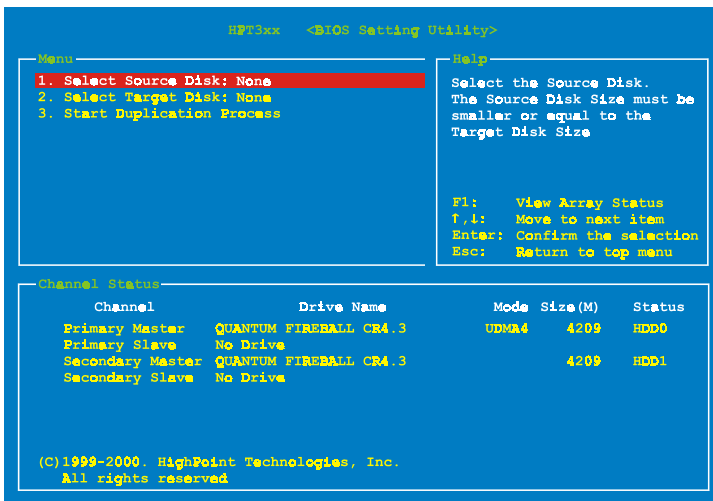 HPT3xx <BIOS Setting Utility>
Menu
1. Select Source Disk: None
2. Select Target Disk: None
3. Start Duplication Process
Help
Select the Source Disk.
The Source Disk Size must be
smaller or equal to the
Target Disk Size
F1: View Array Status
↑,↓: Move to next item
Enter: Confirm the selection
Esc: Return to top menu
Channel Status
Channel Drive Name Mode Size(M) Status
Primary Master QUANTUM FIREBALL CR4.3 UDMA4 4209 HDD0
Primary Slave No Drive
Secondary Master QUANTUM FIREBALL CR4.3 4209 HDD1
Secondary Slave No Drive
(C)1999-2000. HighPoint Technologies, Inc.
All rights reserved